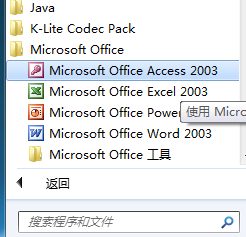 Java
K-Lite Codec Pack
Microsoft Office
Microsoft Office Access 2003
Microsoft Office Excel 2003
Microsoft Office Power
使用 Micro
Microsoft Office Word 2003
Microsoft Office 工具
返回
搜索程序和文件